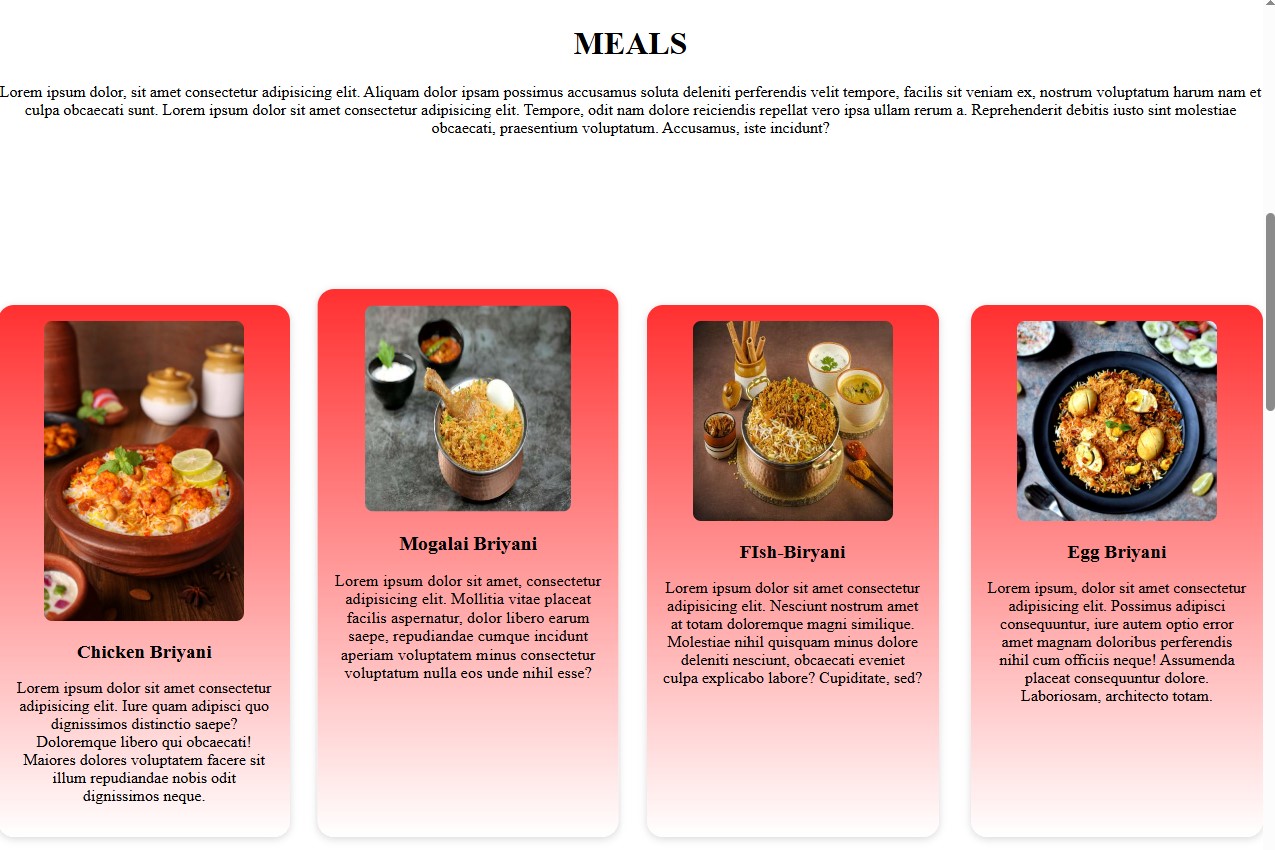 MEALS
Lorem ipsum dolor, sit amet consectetur adipisicing elit. Aliquam dolor ipsam possimus accusamus soluta deleniti perferendis velit tempore, facilis sit veniam ex, nostrum voluptatum harum nam et
culpa obcaecati sunt. Lorem ipsum dolor sit amet consectetur adipisicing elit. Tempore, odit nam dolore reiciendis repellat vero ipsa ullam rerum a. Reprehenderit debitis iusto sint molestiae
obcaecati, praesentium voluptatum. Accusamus, iste incidunt?
Chicken Briyani
Lorem ipsum dolor sit amet consectetur
adipisicing elit. Iure quam adipisci quo
dignissimos distinctio saepe?
Doloremque libero qui obcaecati!
Maiores dolores voluptatem facere sit
illum repudiandae nobis odit
dignissimos neque.
Mogalai Briyani
Lorem ipsum dolor sit amet, consectetur
adipisicing elit. Mollitia vitae placeat
facilis aspernatur, dolor libero earum
saepe, repudiandae cumque incidunt
aperiam voluptatem minus consectetur
voluptatum nulla eos unde nihil esse?
FIsh-Biryani
Lorem ipsum dolor sit amet consectetur
adipisicing elit. Nesciunt nostrum amet
at totam doloremque magni similique.
Molestiae nihil quisquam minus dolore
deleniti nesciunt, obcaecati eveniet
culpa explicabo labore? Cupiditate, sed?
Egg Briyani
Lorem ipsum, dolor sit amet consectetur
adipisicing elit. Possimus adipisci
consequuntur, iure autem optio error
amet magnam doloribus perferendis
nihil cum officiis neque! Assumenda
placeat consequuntur dolore.
Laboriosam, architecto totam.